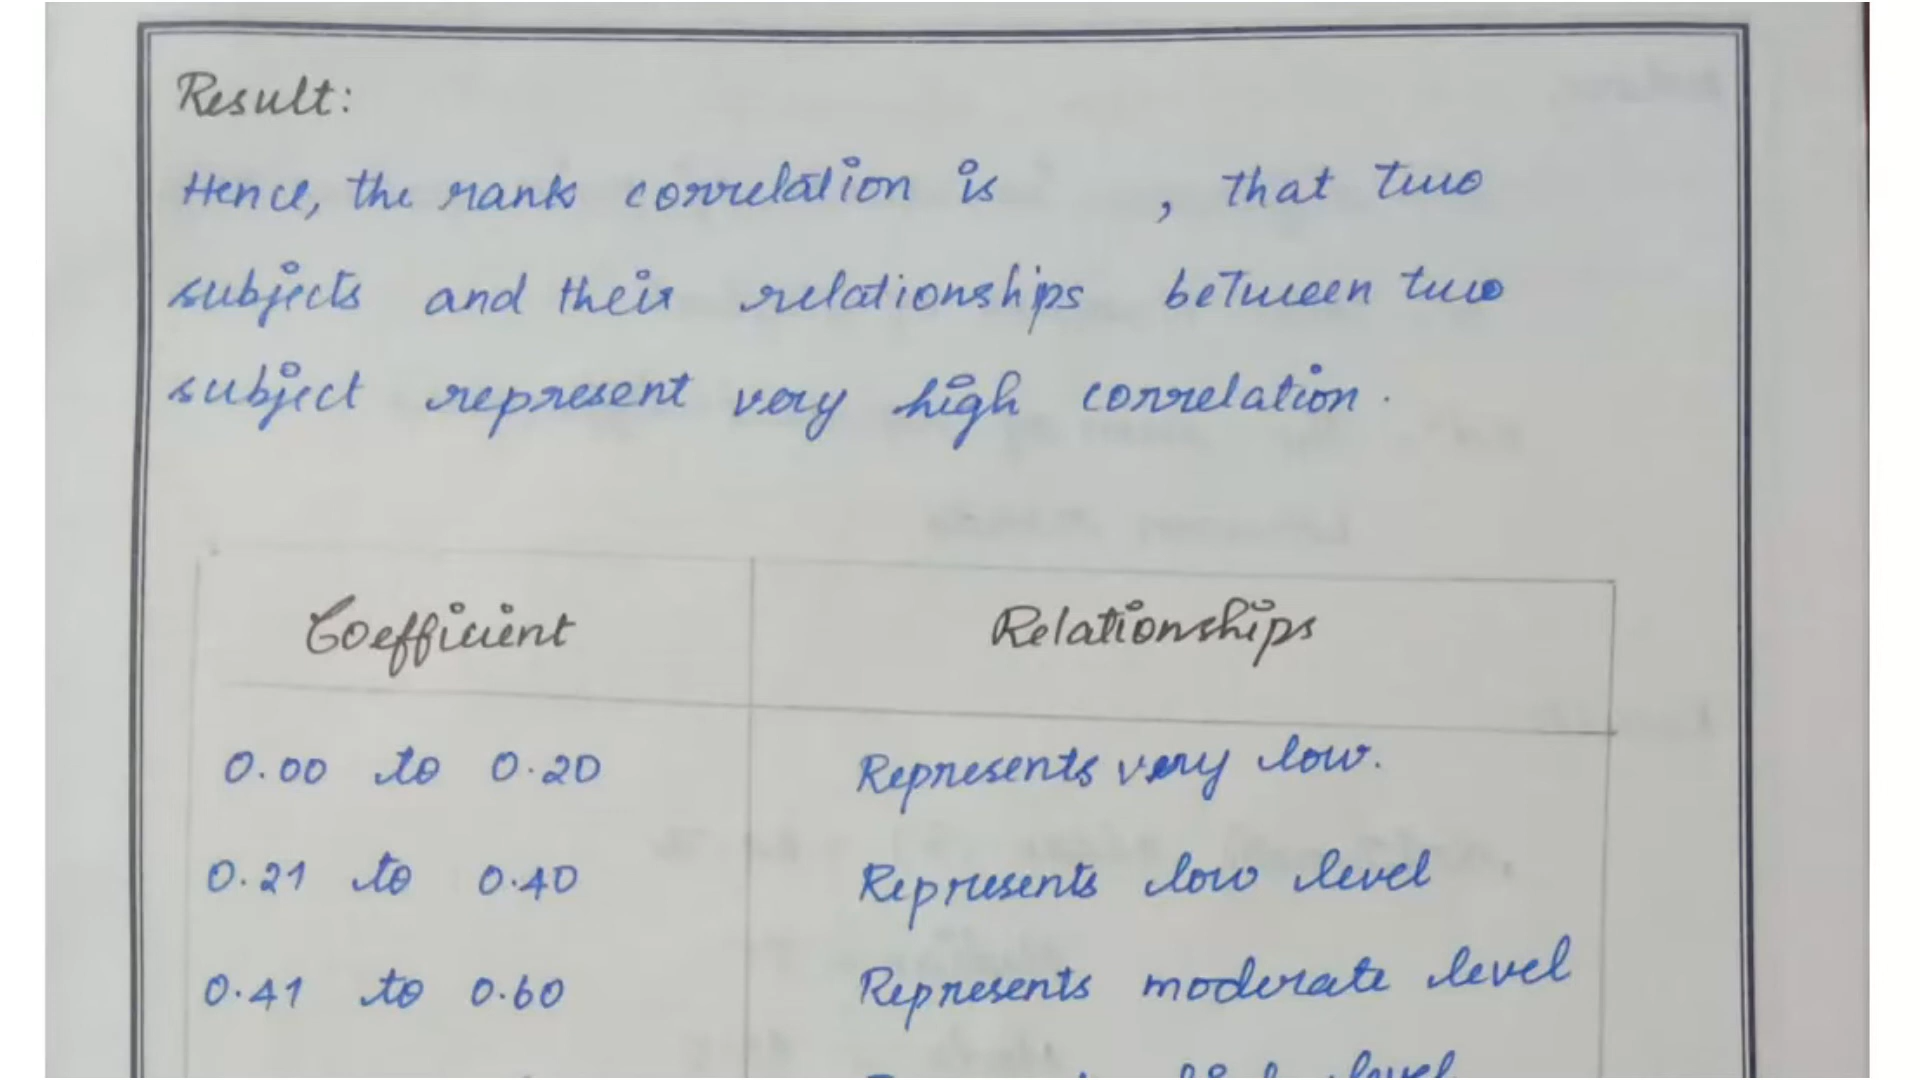 Result:
Hence, the rank correlation is , that two
subjects and their relationships between two
subject represent very high correlation.
Coefficient Relationships
0.00 to 0.20 Represents very low.
0.21 to 0.40 Represents low level
0.41 to 0.60 Represents moderate level
level